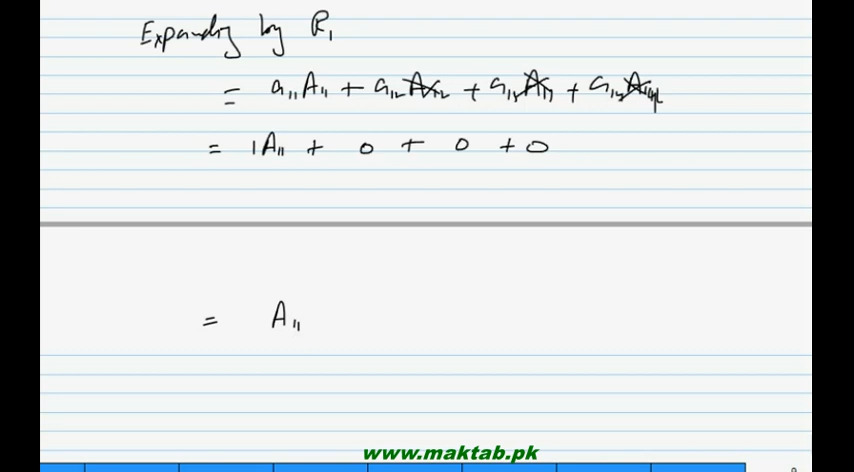 Expanding by R₁
= a₁₁A₁₁ + a₁₂A₁₂ + a₁₃A₁₃ + a₁₄A₁₄
= 1A₁₁ + 0 + 0 + 0
= A₁₁
www.maktab.pk